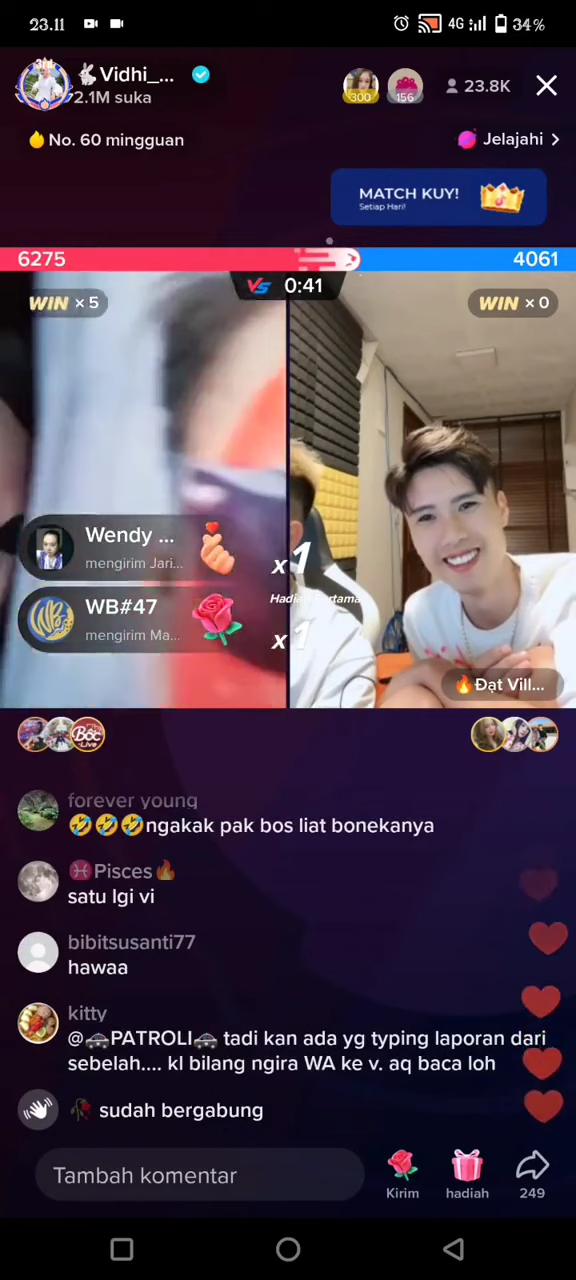 23.11
4G
34%
Vidhi_...
2.1M suka
300
156
23.8K
No. 60 mingguan
Jelajahi >
MATCH KUY!
Setiap Hari!
6275
4061
VS 0:41
WIN × 5
WIN × 0
Wendy ...
mengirim Jari...
x1
WB#47
mengirim Ma...
x1
🔥Đạt Vill...
Bốc
Live
forever young
🤣🤣🤣ngakak pak bos liat bonekanya
♓Pisces🔥
satu lgi vi
bibitsusanti77
hawaa
kitty
@🚓PATROLI🚓 tadi kan ada yg typing laporan dari
sebelah.... kl bilang ngira WA ke v. aq baca loh
🥀 sudah bergabung
Tambah komentar
Kirim
hadiah
249